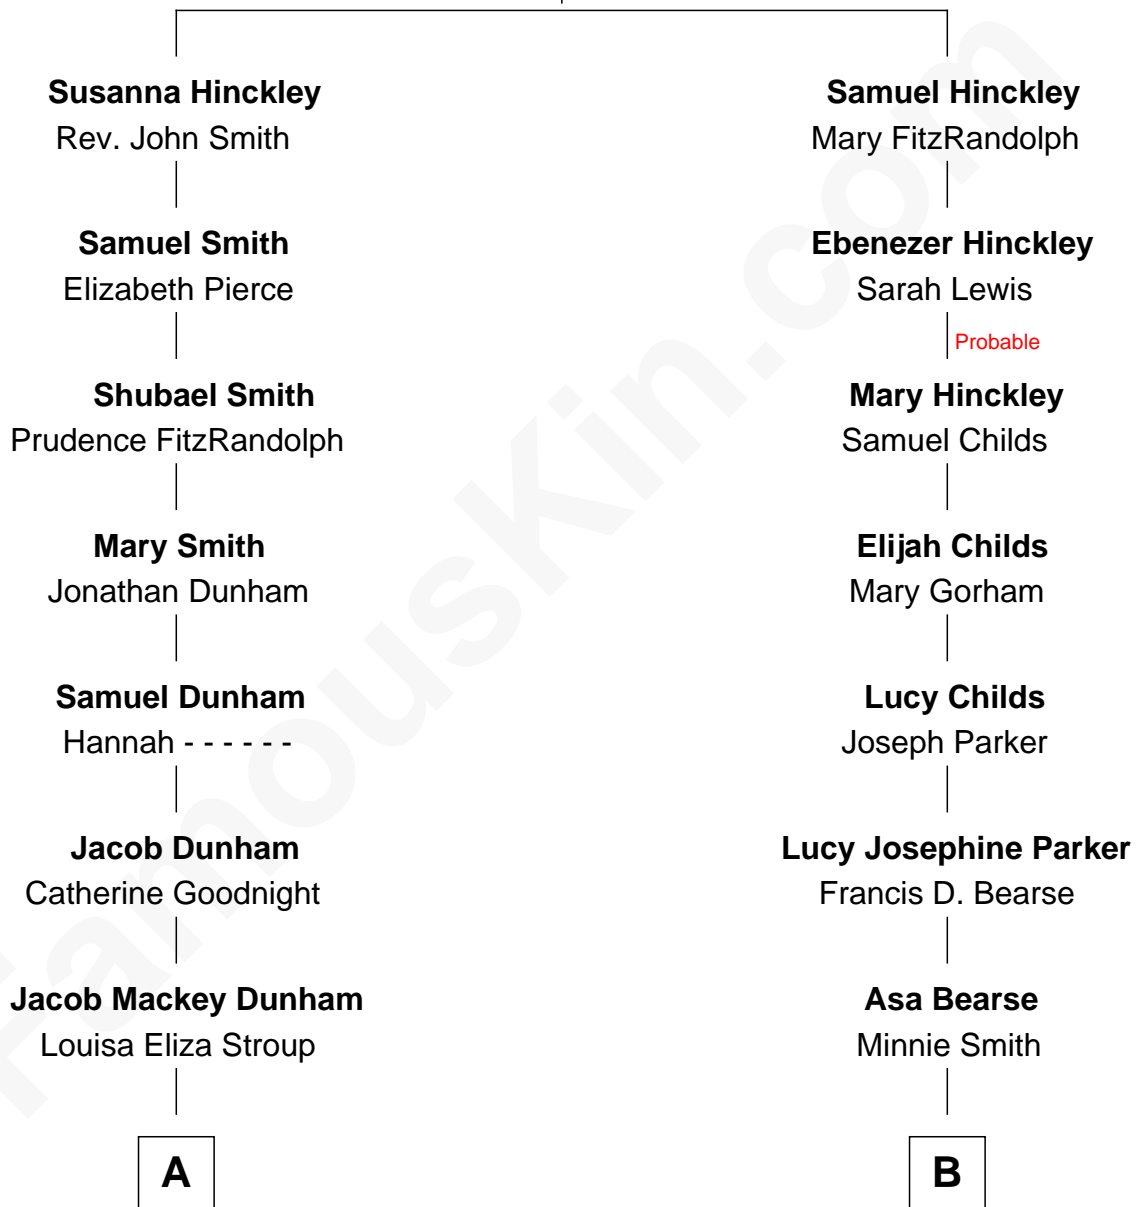 Susanna Hinckley
Rev. John Smith
Samuel Smith
Elizabeth Pierce
Shubael Smith
Prudence FitzRandolph
Mary Smith
Jonathan Dunham
Samuel Dunham
Hannah - - - - - -
Jacob Dunham
Catherine Goodnight
Jacob Mackey Dunham
Louisa Eliza Stroup
A
Samuel Hinckley
Mary FitzRandolph
Ebenezer Hinckley
Sarah Lewis
Probable
Mary Hinckley
Samuel Childs
Elijah Childs
Mary Gorham
Lucy Childs
Joseph Parker
Lucy Josephine Parker
Francis D. Bearse
Asa Bearse
Minnie Smith
B
FamousKin.com